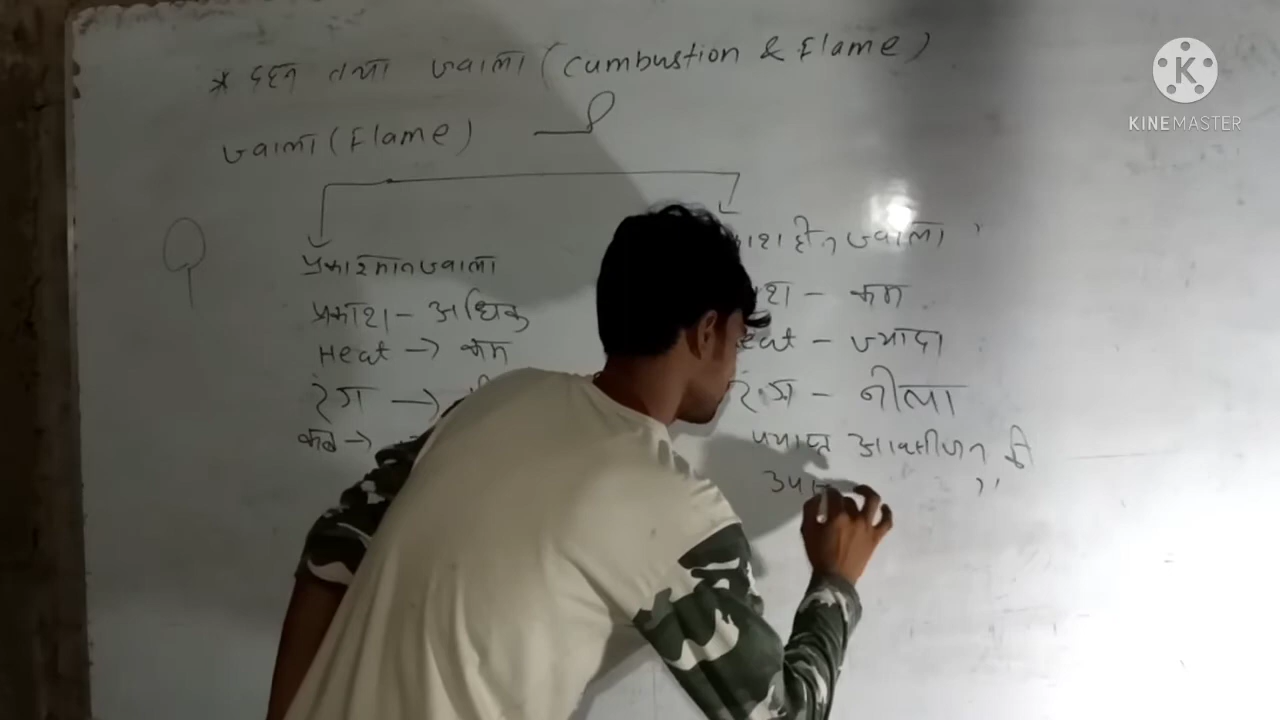 * दहन तथा ज्वाला (Cumbustion & Flame)
ज्वाला (Flame)
प्रकाशमान ज्वाला
प्रकाश - अधिक
Heat → कम
रंग →
कब →
हीन ज्वाला
- कम
- ज्यादा
रंग - नीला
पर्याप्त आक्सीजन की
KINEMASTER